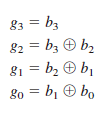 g₃ = b₃
g₂ = b₃ ⊕ b₂
g₁ = b₂ ⊕ b₁
g₀ = b₁ ⊕ b₀